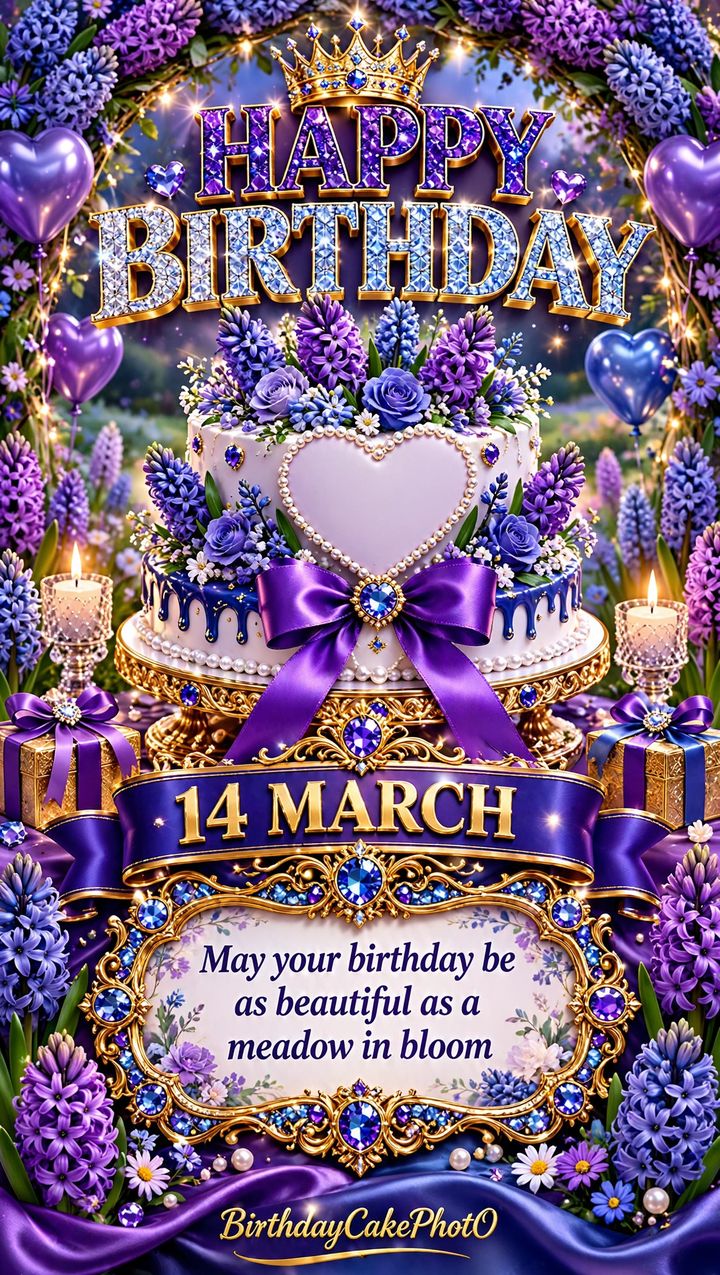 HAPPY
BIRTHDAY
14 MARCH
May your birthday be
as beautiful as a
meadow in bloom
BirthdayCakePhotO